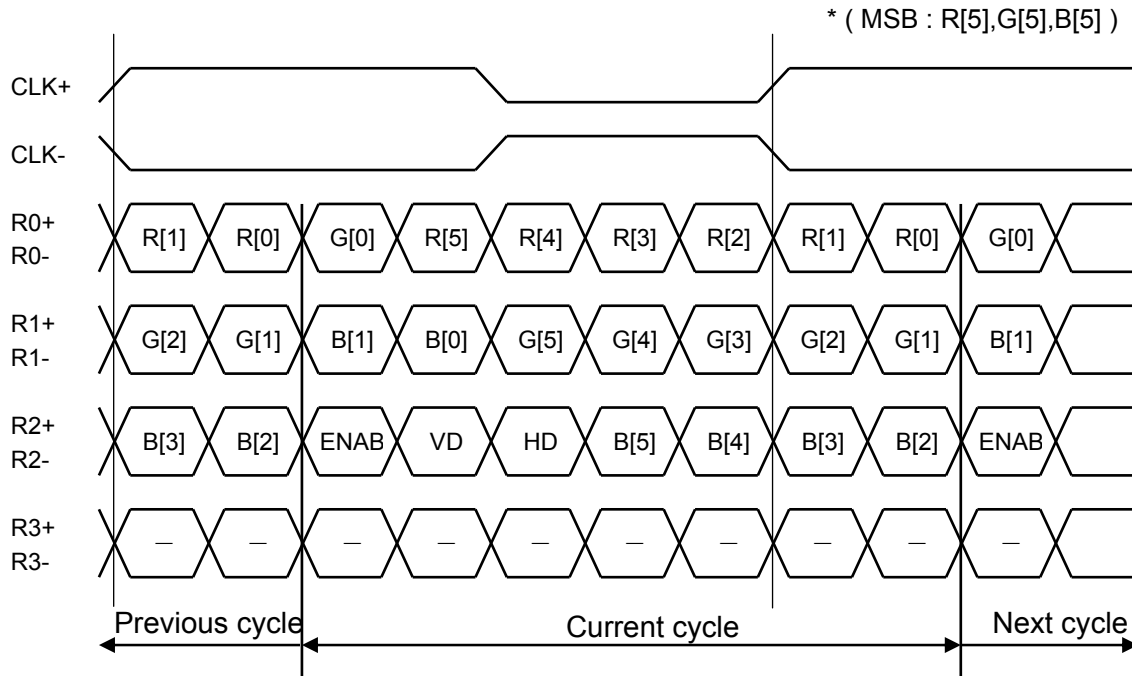 * ( MSB : R[5],G[5],B[5] )
CLK+
CLK-
R0+
R0-
R[1] R[0] G[0] R[5] R[4] R[3] R[2] R[1] R[0] G[0]
R1+
R1-
G[2] G[1] B[1] B[0] G[5] G[4] G[3] G[2] G[1] B[1]
R2+
R2-
B[3] B[2] ENAB VD HD B[5] B[4] B[3] B[2] ENAB
R3+
R3-
— — — — — — — — — —
Previous cycle Current cycle Next cycle